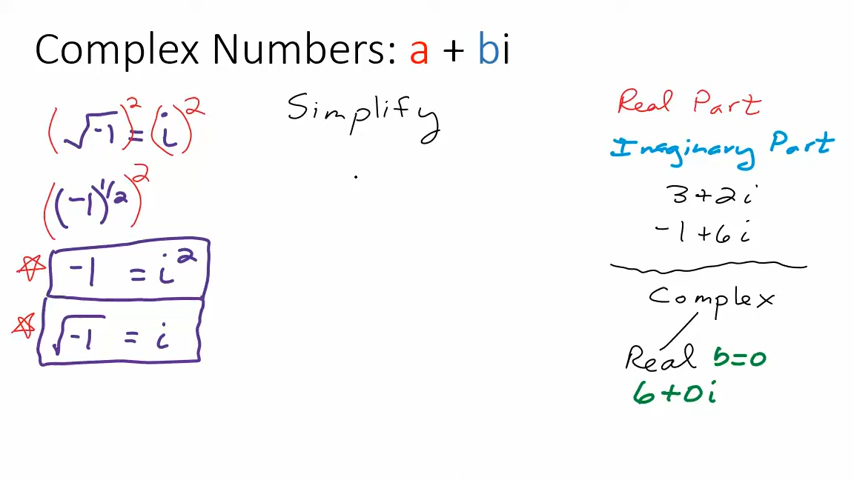 Complex Numbers: a + bi
(√-1)² = (i)²
((-1)^1/2)²
-1 = i²
√-1 = i
Simplify
Real Part
Imaginary Part
3+2i
-1+6i
Complex
Real b=0
6+0i